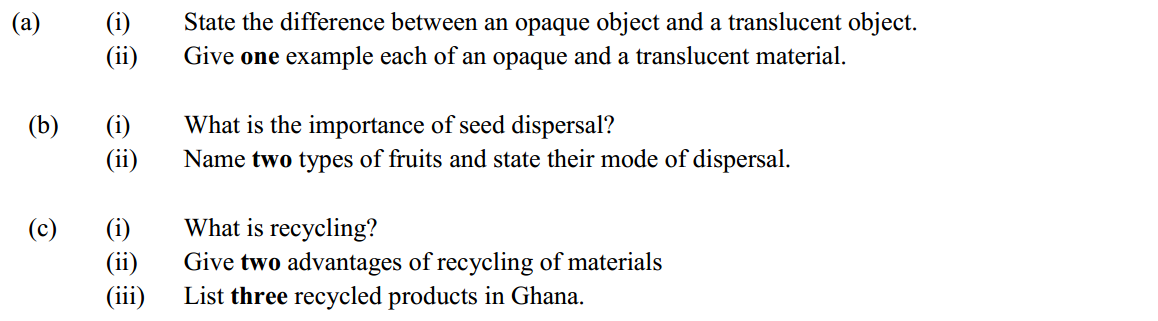 (a) (i) State the difference between an opaque object and a translucent object.
(ii) Give one example each of an opaque and a translucent material.
(b) (i) What is the importance of seed dispersal?
(ii) Name two types of fruits and state their mode of dispersal.
(c) (i) What is recycling?
(ii) Give two advantages of recycling of materials
(iii) List three recycled products in Ghana.